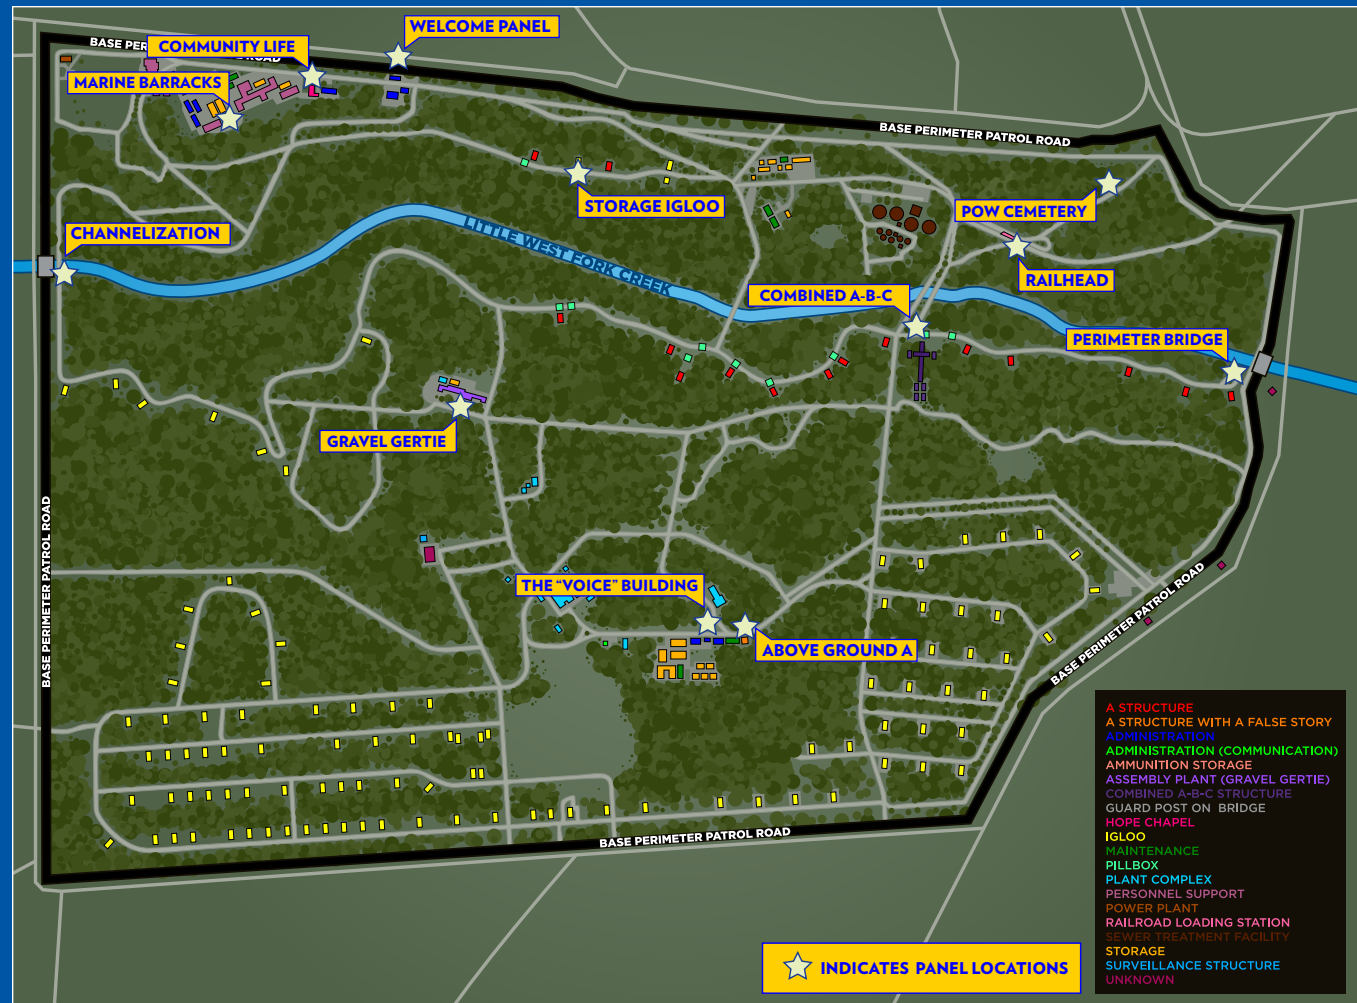 WELCOME PANEL
COMMUNITY LIFE
BASE PER
ROAD
MARINE BARRACKS
BASE PERIMETER PATROL ROAD
STORAGE IGLOO
POW CEMETERY
CHANNELIZATION
LITTLE WEST FORK CREEK
RAILHEAD
COMBINED A-B-C
PERIMETER BRIDGE
GRAVEL GERTIE
BASE PERIMETER PATROL ROAD
THE “VOICE” BUILDING
ABOVE GROUND A
BASE PERIMETER PATROL ROAD
BASE PERIMETER PATROL ROAD
A STRUCTURE
A STRUCTURE WITH A FALSE STORY
ADMINISTRATION
ADMINISTRATION (COMMUNICATION)
AMMUNITION STORAGE
ASSEMBLY PLANT (GRAVEL GERTIE)
COMBINED A-B-C STRUCTURE
GUARD POST ON BRIDGE
HOPE CHAPEL
IGLOO
MAINTENANCE
PILLBOX
PLANT COMPLEX
PERSONNEL SUPPORT
POWER PLANT
RAILROAD LOADING STATION
SEWER TREATMENT FACILITY
STORAGE
SURVEILLANCE STRUCTURE
UNKNOWN
INDICATES PANEL LOCATIONS